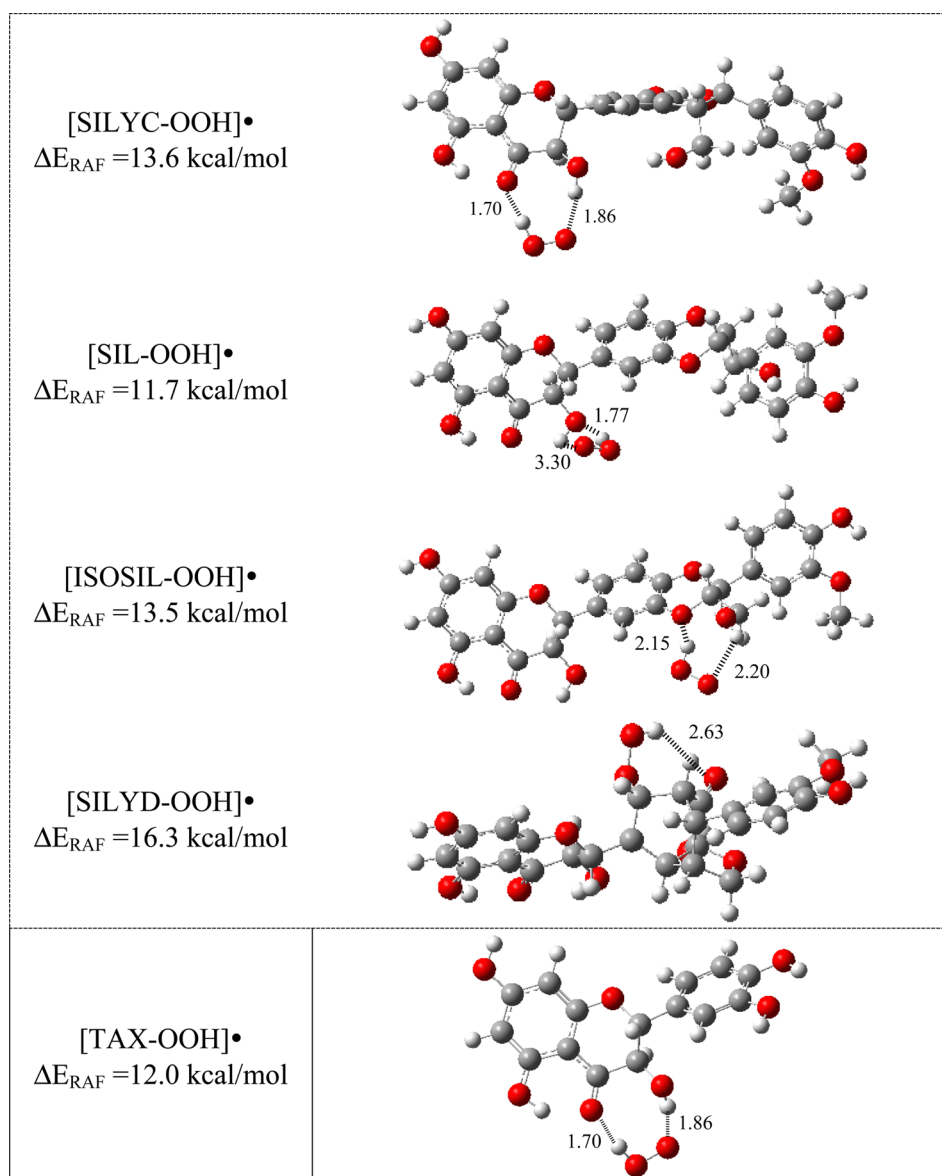 [SILYC-OOH]•
ΔE_RAF =13.6 kcal/mol
1.70
1.86
[SIL-OOH]•
ΔE_RAF =11.7 kcal/mol
1.77
3.30
[ISOSIL-OOH]•
ΔE_RAF =13.5 kcal/mol
2.15
2.20
[SILYD-OOH]•
ΔE_RAF =16.3 kcal/mol
2.63
[TAX-OOH]•
ΔE_RAF =12.0 kcal/mol
1.70
1.86